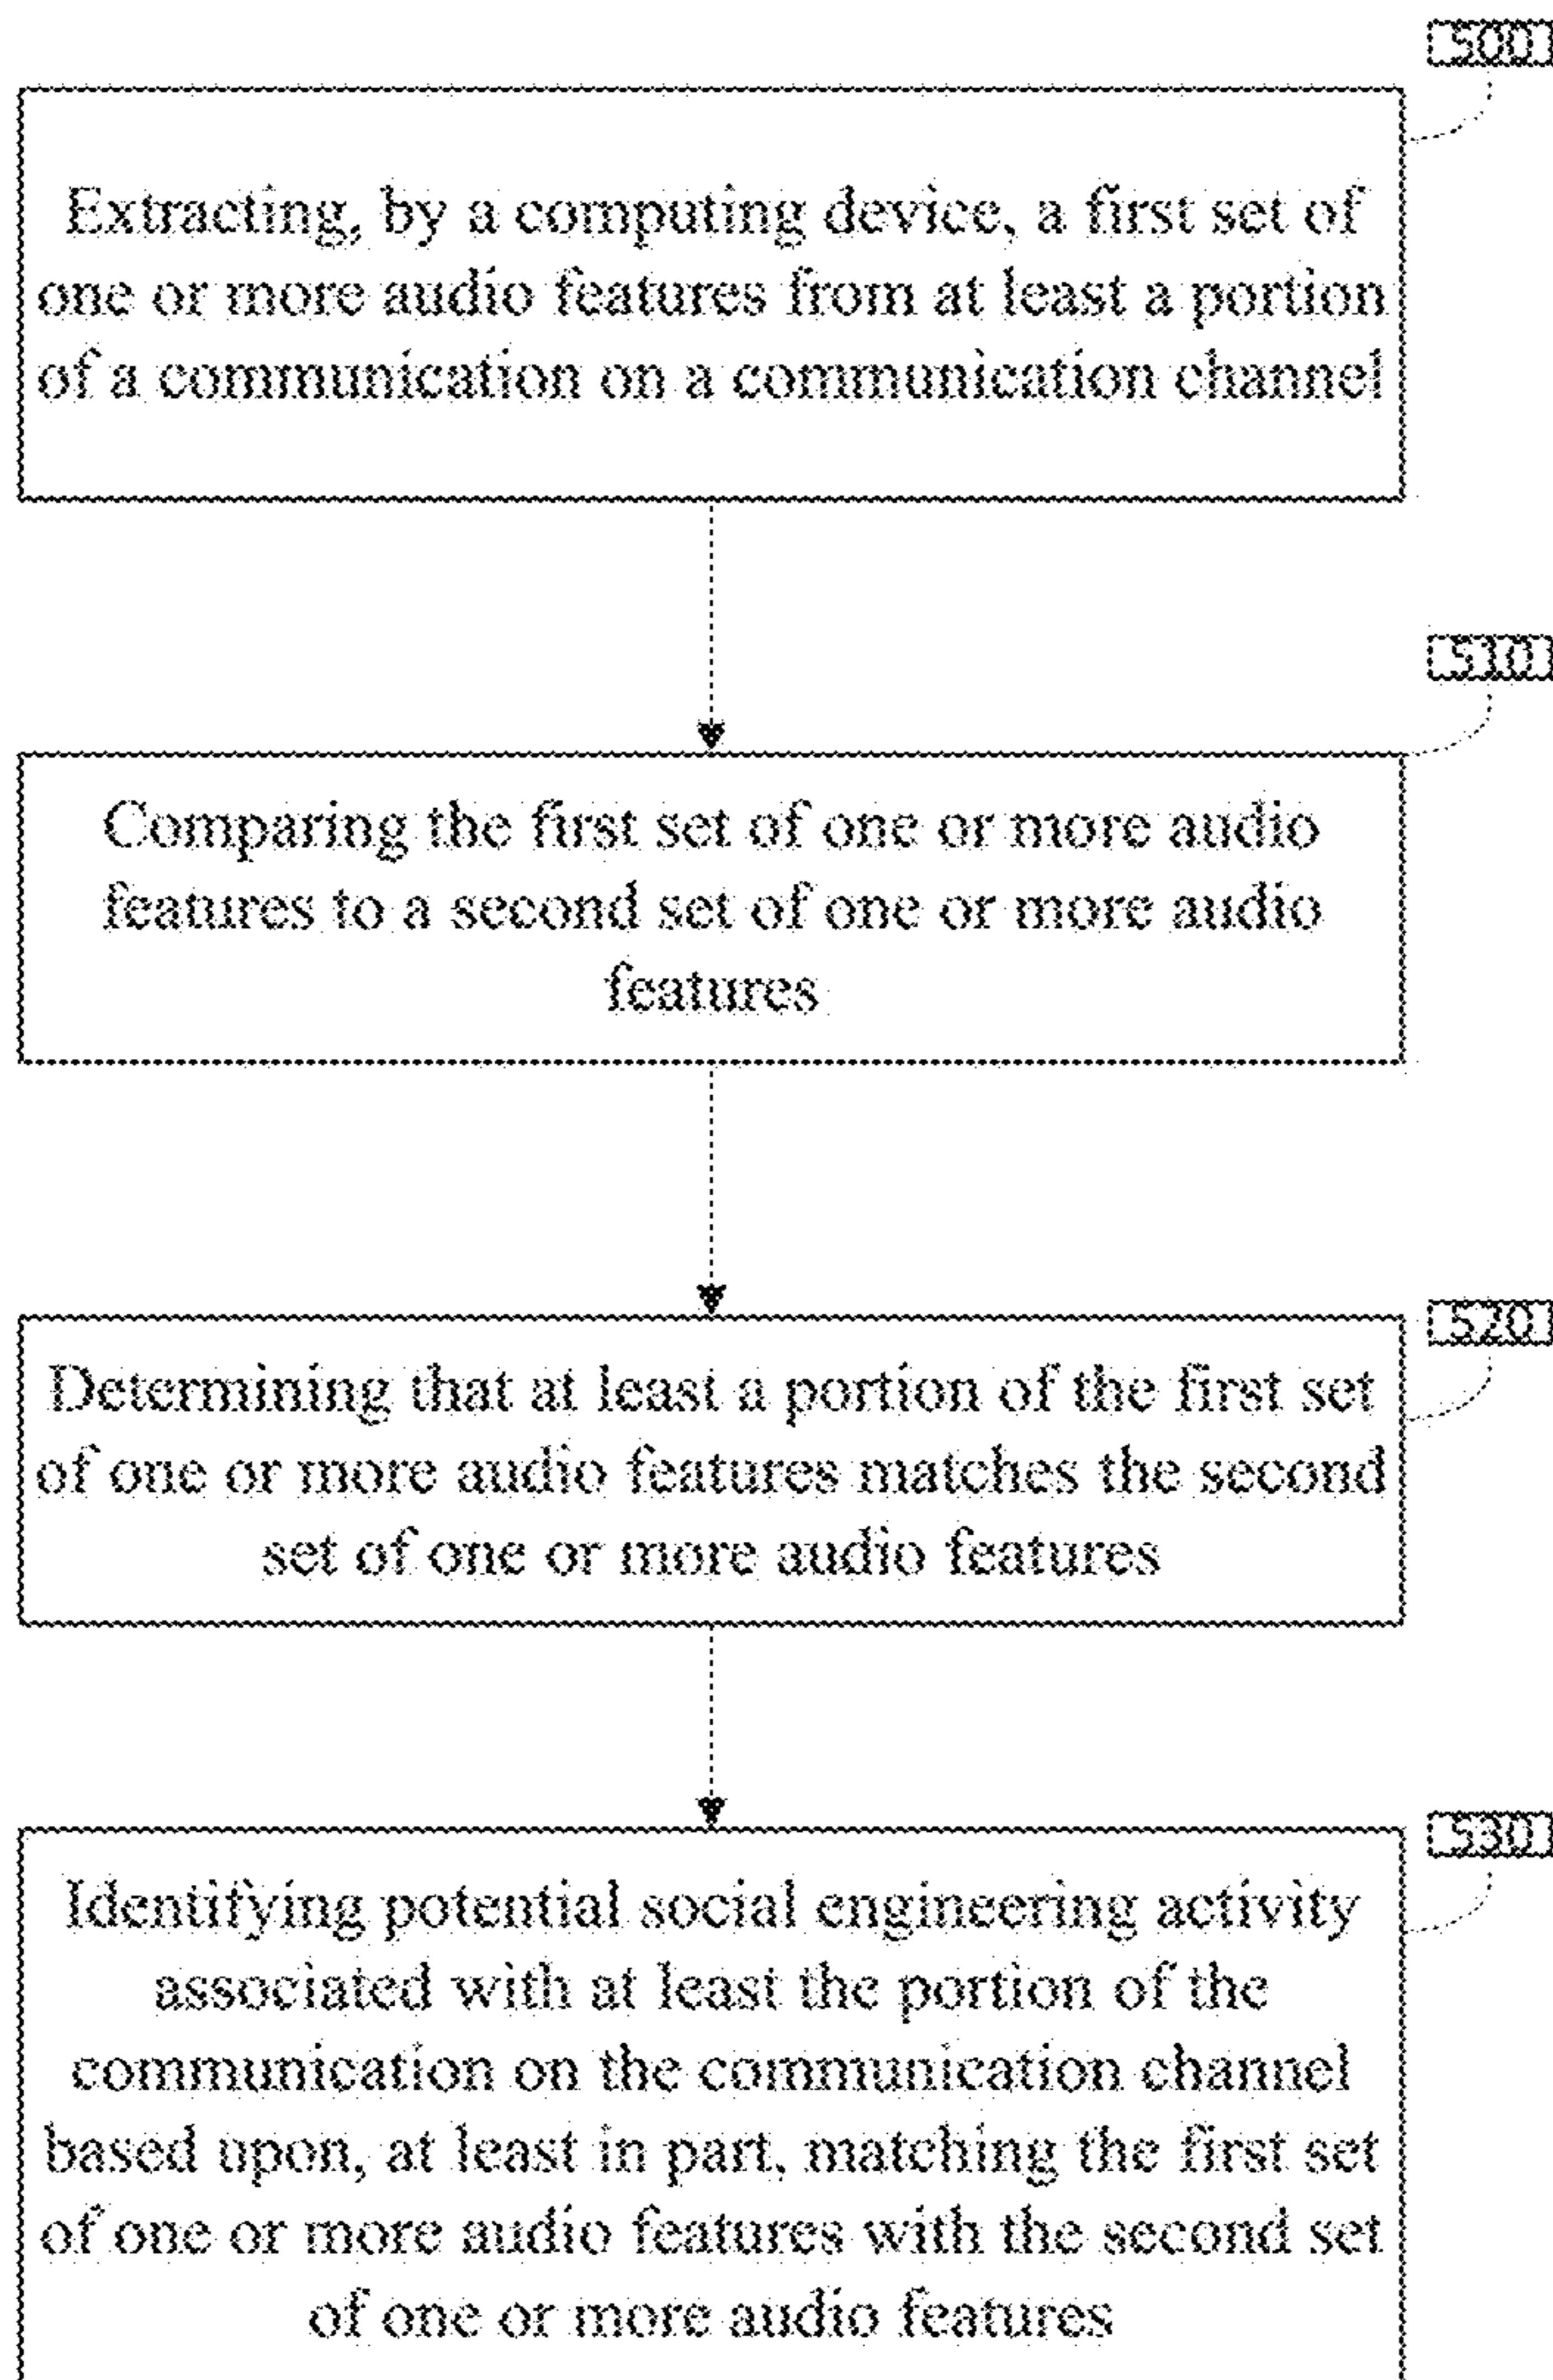 500
Extracting, by a computing device, a first set of
one or more audio features from at least a portion
of a communication on a communication channel
510
Comparing the first set of one or more audio
features to a second set of one or more audio
features
520
Determining that at least a portion of the first set
of one or more audio features matches the second
set of one or more audio features
530
Identifying potential social engineering activity
associated with at least the portion of the
communication on the communication channel
based upon, at least in part, matching the first set
of one or more audio features with the second set
of one or more audio features